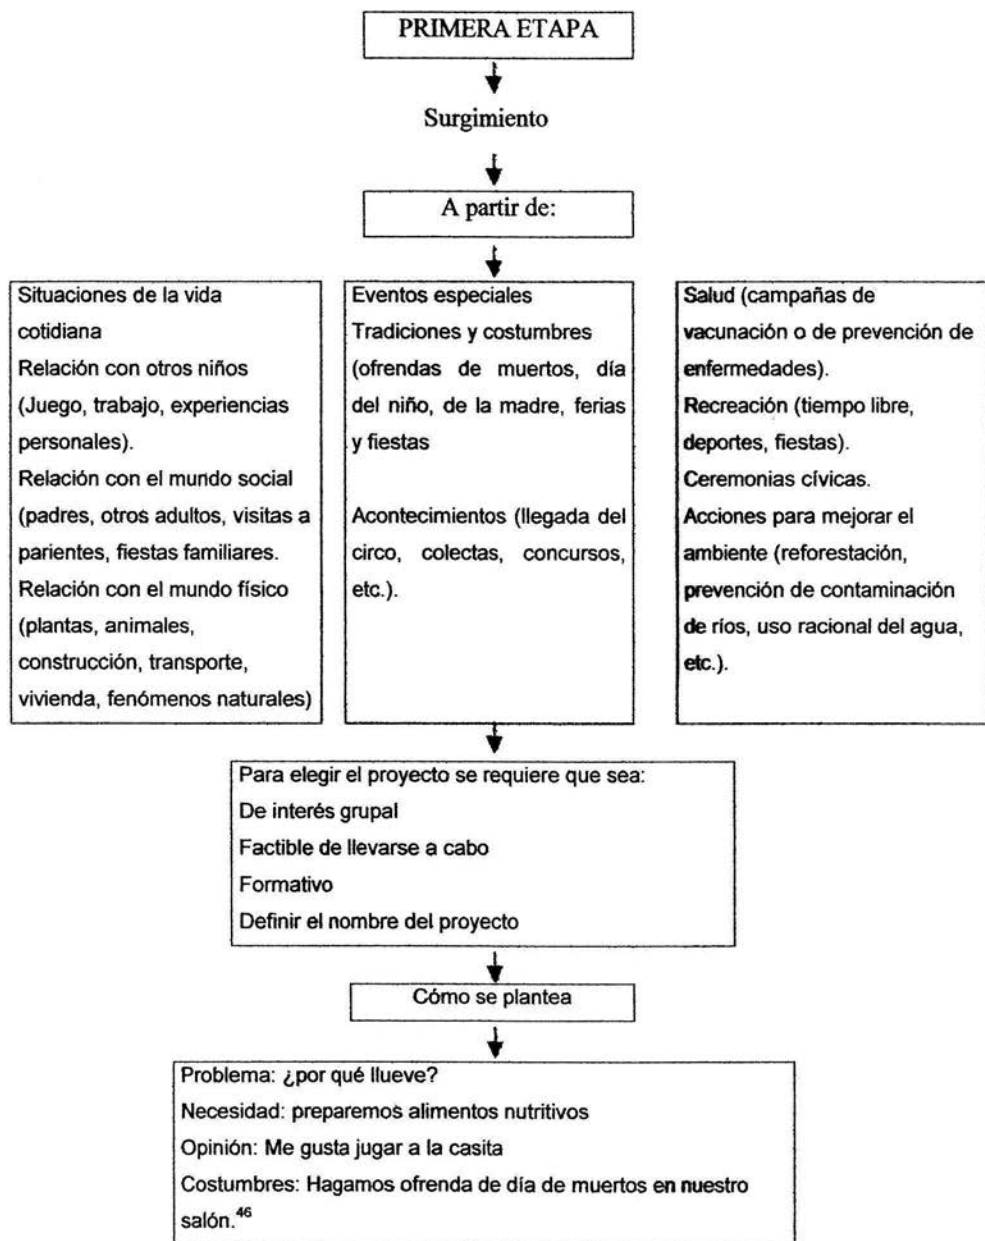 PRIMERA ETAPA
Surgimiento
A partir de:
Situaciones de la vida
cotidiana
Relación con otros niños
(Juego, trabajo, experiencias
personales).
Relación con el mundo social
(padres, otros adultos, visitas a
parientes, fiestas familiares.
Relación con el mundo físico
(plantas, animales,
construcción, transporte,
vivienda, fenómenos naturales)
Eventos especiales
Tradiciones y costumbres
(ofrendas de muertos, día
del niño, de la madre, ferias
y fiestas
Acontecimientos (llegada del
circo, colectas, concursos,
etc.).
Salud (campañas de
vacunación o de prevención de
enfermedades).
Recreación (tiempo libre,
deportes, fiestas).
Ceremonias cívicas.
Acciones para mejorar el
ambiente (reforestación,
prevención de contaminación
de ríos, uso racional del agua,
etc.).
Para elegir el proyecto se requiere que sea:
De interés grupal
Factible de llevarse a cabo
Formativo
Definir el nombre del proyecto
Cómo se plantea
Problema: ¿por qué llueve?
Necesidad: preparemos alimentos nutritivos
Opinión: Me gusta jugar a la casita
Costumbres: Hagamos ofrenda de día de muertos en nuestro
salón.46